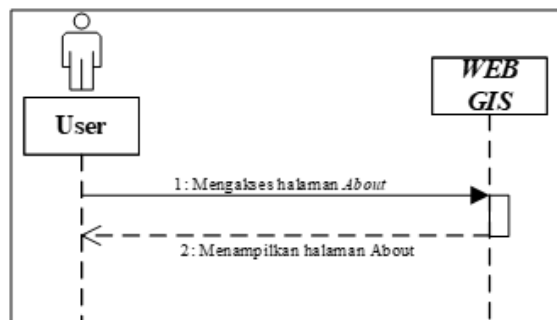 WEB
GIS
User
1: Mengakses halaman About
2: Menampilkan halaman About